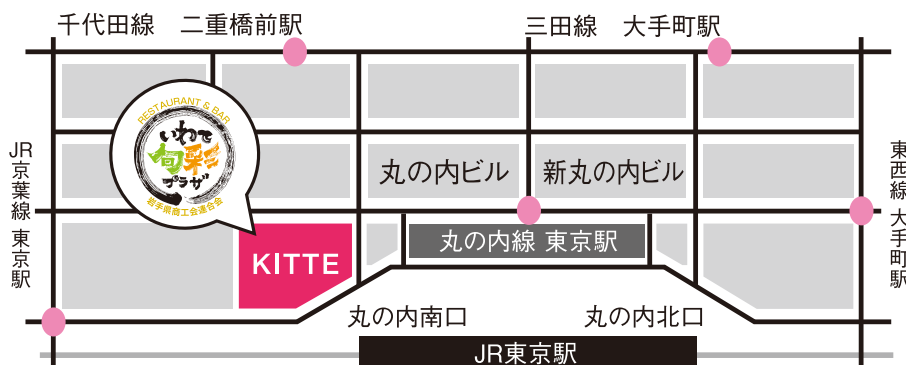 千代田線 二重橋前駅
三田線 大手町駅
RESTAURANT & BAR
いわて
旬彩
プラザ
岩手県商工会連合会
丸の内ビル
新丸の内ビル
JR京葉線 東京駅
東西線 大手町駅
KITTE
丸の内線 東京駅
丸の内南口
丸の内北口
JR東京駅